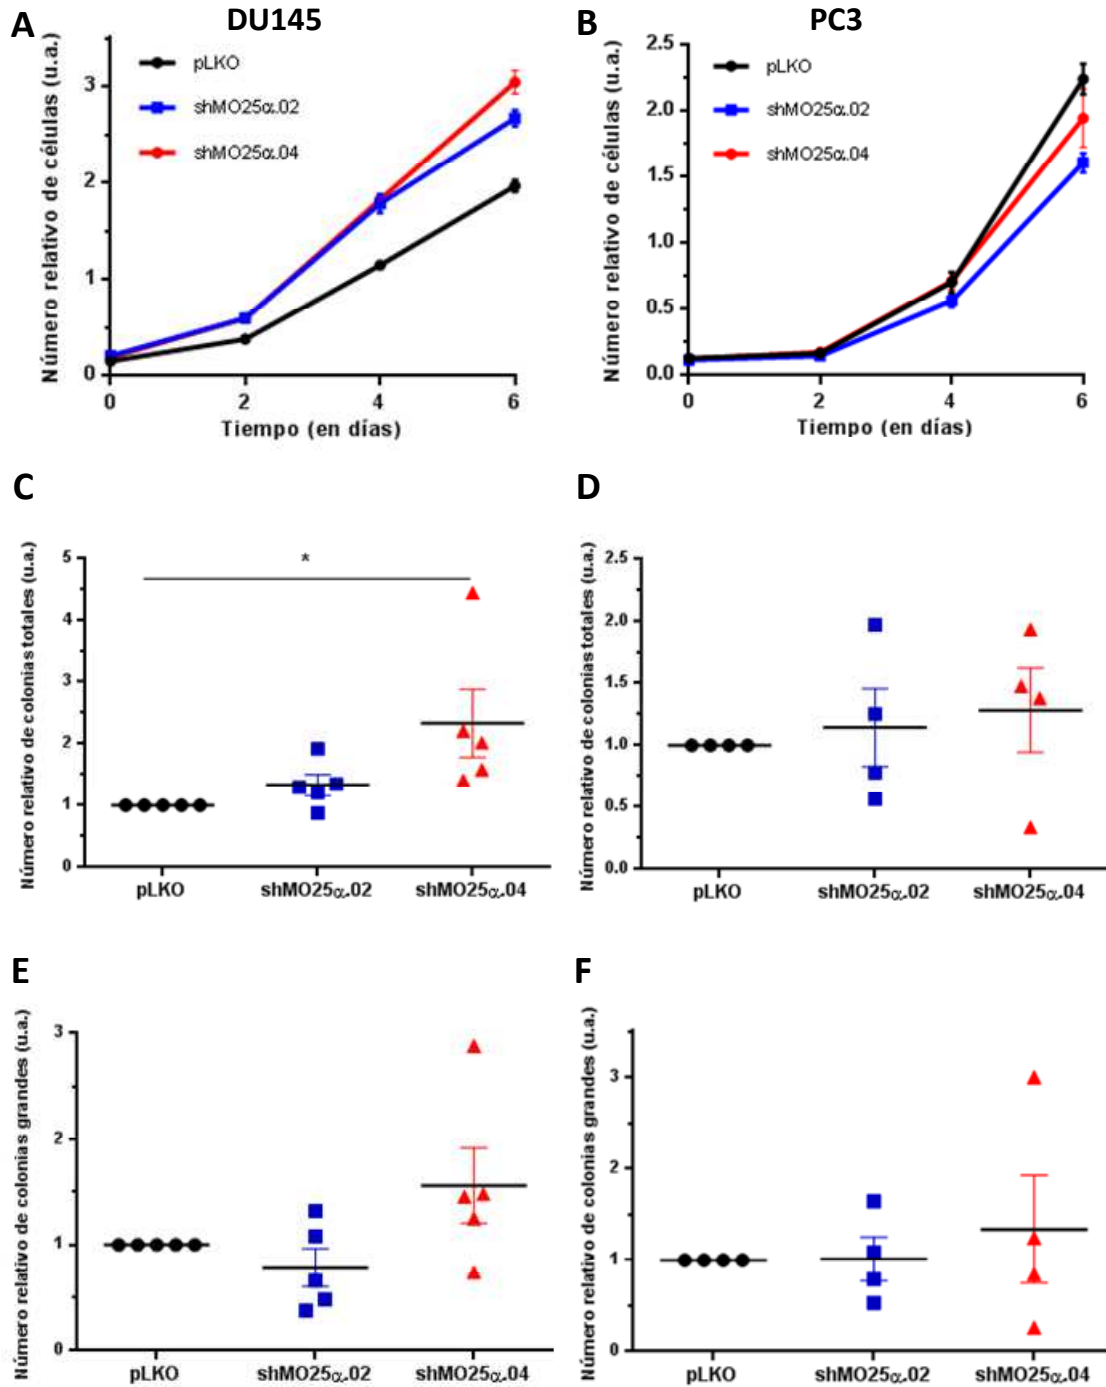 A
DU145
B
PC3
Número relativo de células (u.a.)
3
2
1
0
pLKO
shMO25α.02
shMO25α.04
0 2 4 6
Tiempo (en días)
Número relativo de células (u.a.)
2.5
2.0
1.5
1.0
0.5
0.0
pLKO
shMO25α.02
shMO25α.04
0 2 4 6
Tiempo (en días)
C
Número relativo de colonias totales (u.a.)
5
4
3
2
1
0
*
pLKO shMO25α.02 shMO25α.04
D
Número relativo de colonias totales (u.a.)
2.5
2.0
1.5
1.0
0.5
0.0
pLKO shMO25α.02 shMO25α.04
E
Número relativo de colonias grandes (u.a.)
3
2
1
0
pLKO shMO25α.02 shMO25α.04
F
Número relativo de colonias grandes (u.a.)
3
2
1
0
pLKO shMO25α.02 shMO25α.04